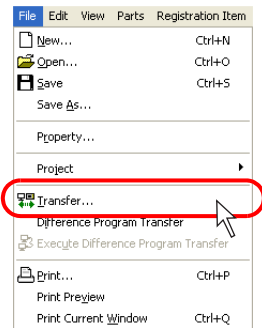 File Edit View Parts Registration Item
New... Ctrl+N
Open... Ctrl+O
Save Ctrl+S
Save As...
Property...
Project
Transfer...
Difference Program Transfer
Execute Difference Program Transfer
Print... Ctrl+P
Print Preview
Print Current Window Ctrl+Q